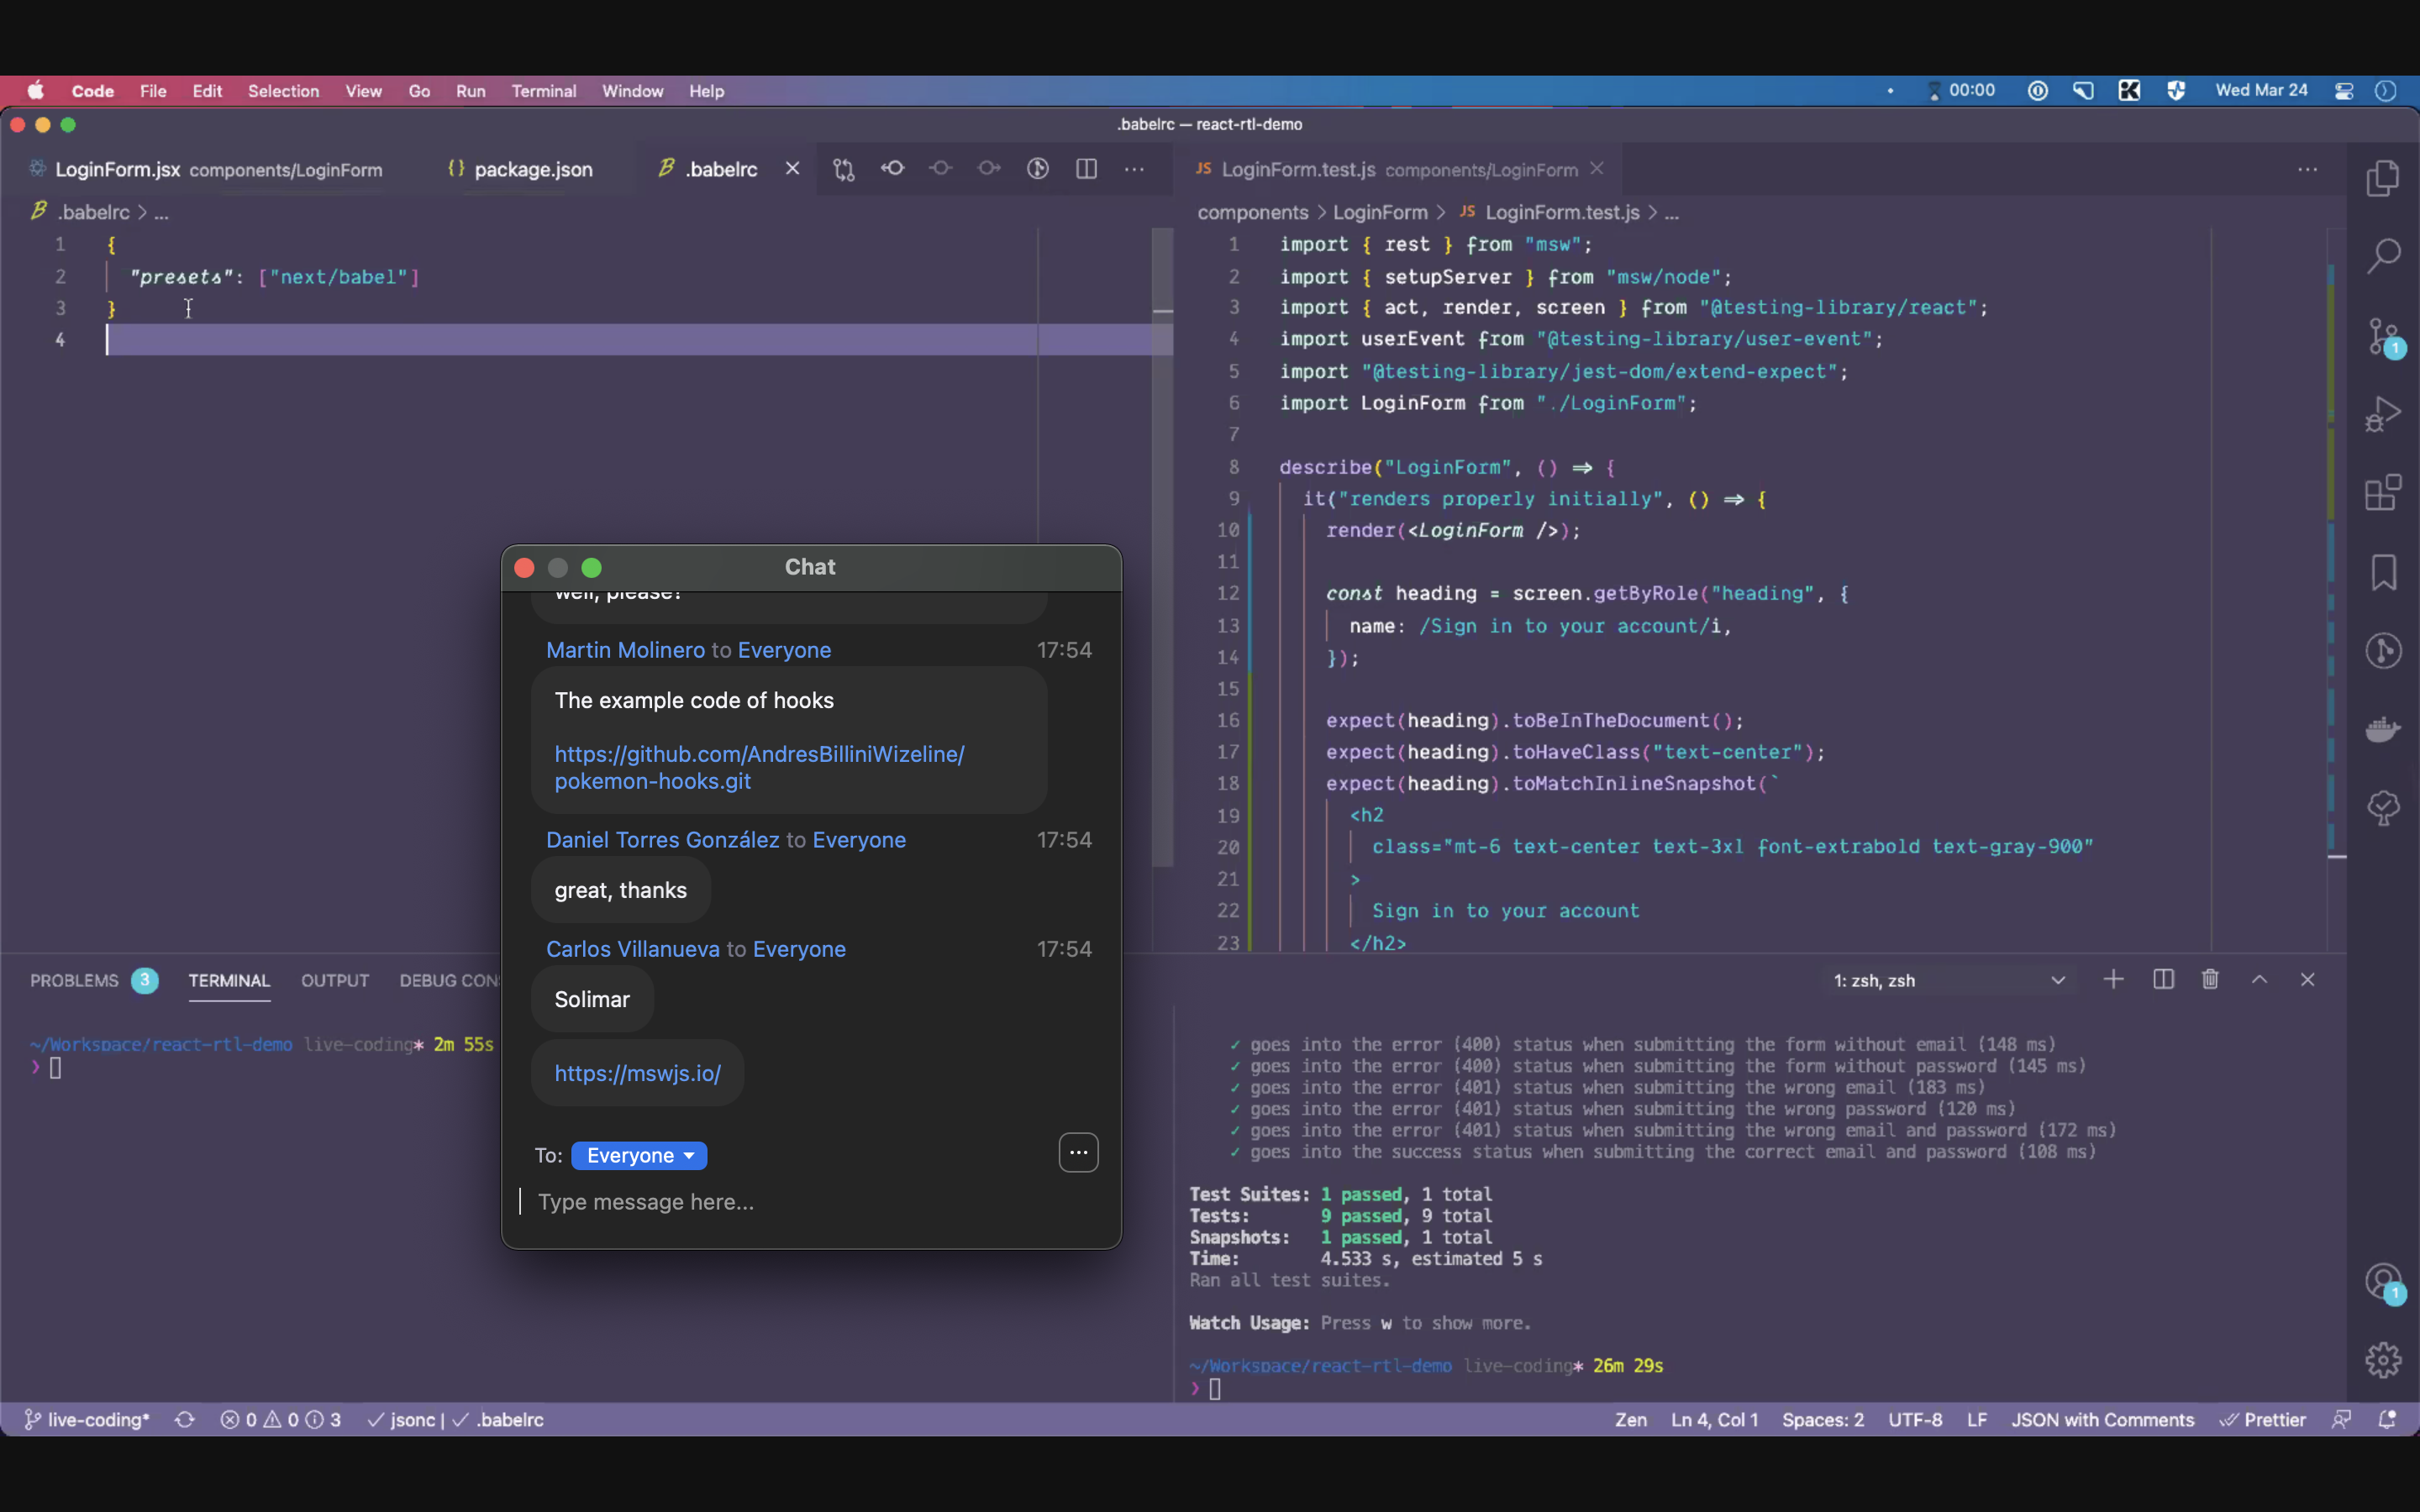 Code File Edit Selection View Go Run Terminal Window Help 00:00 Wed Mar 24
.babelrc — react-rtl-demo
LoginForm.jsx components/LoginForm {} package.json .babelrc
.babelrc > ...
1 {
2 "presets": ["next/babel"]
3 }
4
JS LoginForm.test.js components/LoginForm
components > LoginForm > JS LoginForm.test.js > ...
1 import { rest } from "msw";
2 import { setupServer } from "msw/node";
3 import { act, render, screen } from "@testing-library/react";
4 import userEvent from "@testing-library/user-event";
5 import "@testing-library/jest-dom/extend-expect";
6 import LoginForm from "./LoginForm";
7
8 describe("LoginForm", () => {
9 it("renders properly initially", () => {
10 render(<LoginForm />);
11
12 const heading = screen.getByRole("heading", {
13 name: /Sign in to your account/i,
14 });
15
16 expect(heading).toBeInTheDocument();
17 expect(heading).toHaveClass("text-center");
18 expect(heading).toMatchInlineSnapshot(`
19 <h2
20 class="mt-6 text-center text-3xl font-extrabold text-gray-900"
21 >
22 Sign in to your account
23 </h2>
Chat
well, please?
Martin Molinero to Everyone 17:54
The example code of hooks
https://github.com/AndresBilliniWizeline/
pokemon-hooks.git
Daniel Torres González to Everyone 17:54
great, thanks
Carlos Villanueva to Everyone 17:54
Solimar
https://mswjs.io/
To: Everyone
Type message here...
PROBLEMS 3 TERMINAL OUTPUT DEBUG CON
1: zsh, zsh
~/Workspace/react-rtl-demo live-coding* 2m 55s
❯
✓ goes into the error (400) status when submitting the form without email (148 ms)
✓ goes into the error (400) status when submitting the form without password (145 ms)
✓ goes into the error (401) status when submitting the wrong email (183 ms)
✓ goes into the error (401) status when submitting the wrong password (120 ms)
✓ goes into the error (401) status when submitting the wrong email and password (172 ms)
✓ goes into the success status when submitting the correct email and password (108 ms)
Test Suites: 1 passed, 1 total
Tests: 9 passed, 9 total
Snapshots: 1 passed, 1 total
Time: 4.533 s, estimated 5 s
Ran all test suites.
Watch Usage: Press w to show more.
~/Workspace/react-rtl-demo live-coding* 26m 29s
❯
1
1
live-coding* 0 0 3 ✓ jsonc | ✓ .babelrc Zen Ln 4, Col 1 Spaces: 2 UTF-8 LF JSON with Comments Prettier